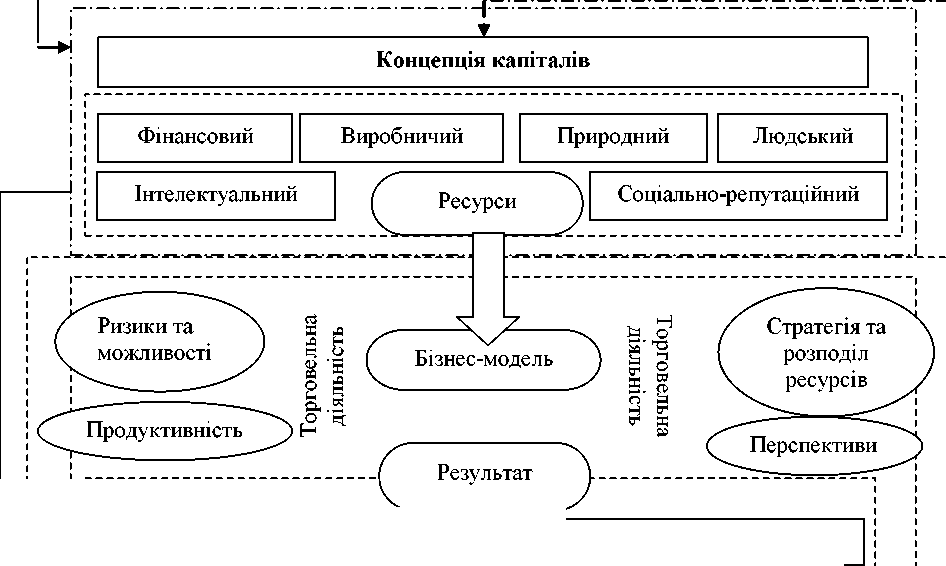 Концепція капіталів
Фінансовий
Виробничий
Природний
Людський
Інтелектуальний
Ресурси
Соціально-репутаційний
Ризики та
можливості
Торговельна
діяльність
Бізнес-модель
Торговельна
діяльність
Стратегія та
розподіл
ресурсів
Продуктивність
Перспективи
Результат